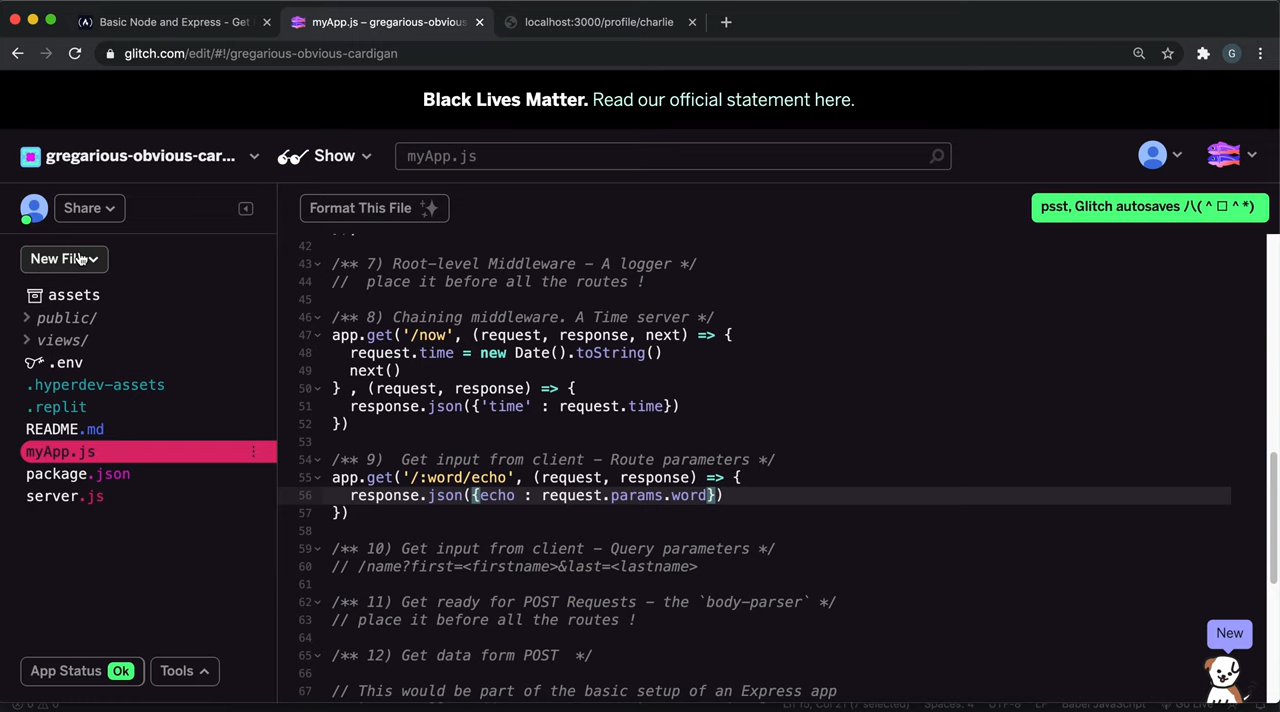 Basic Node and Express - Get
myApp.js – gregarious-obvious
localhost:3000/profile/charlie
glitch.com/edit/#!/gregarious-obvious-cardigan
G
Black Lives Matter. Read our official statement here.
gregarious-obvious-car...
Show
myApp.js
Share
Format This File
psst, Glitch autosaves /\( ^ □ ^ *)
New File
assets
public/
views/
.env
.hyperdev-assets
.replit
README.md
myApp.js
package.json
server.js
42
43 /** 7) Root-level Middleware - A logger */
44 //  place it before all the routes !
45
46 /** 8) Chaining middleware. A Time server */
47 app.get('/now', (request, response, next) => {
48   request.time = new Date().toString()
49   next()
50 } , (request, response) => {
51   response.json({'time' : request.time})
52 })
53
54 /** 9)  Get input from client - Route parameters */
55 app.get('/:word/echo', (request, response) => {
56   response.json({echo : request.params.word})
57 })
58
59 /** 10) Get input from client - Query parameters */
60 // /name?first=<firstname>&last=<lastname>
61
62 /** 11) Get ready for POST Requests - the `body-parser` */
63 // place it before all the routes !
64
65 /** 12) Get data form POST  */
66
67 // This would be part of the basic setup of an Express app
New
App Status Ok
Tools